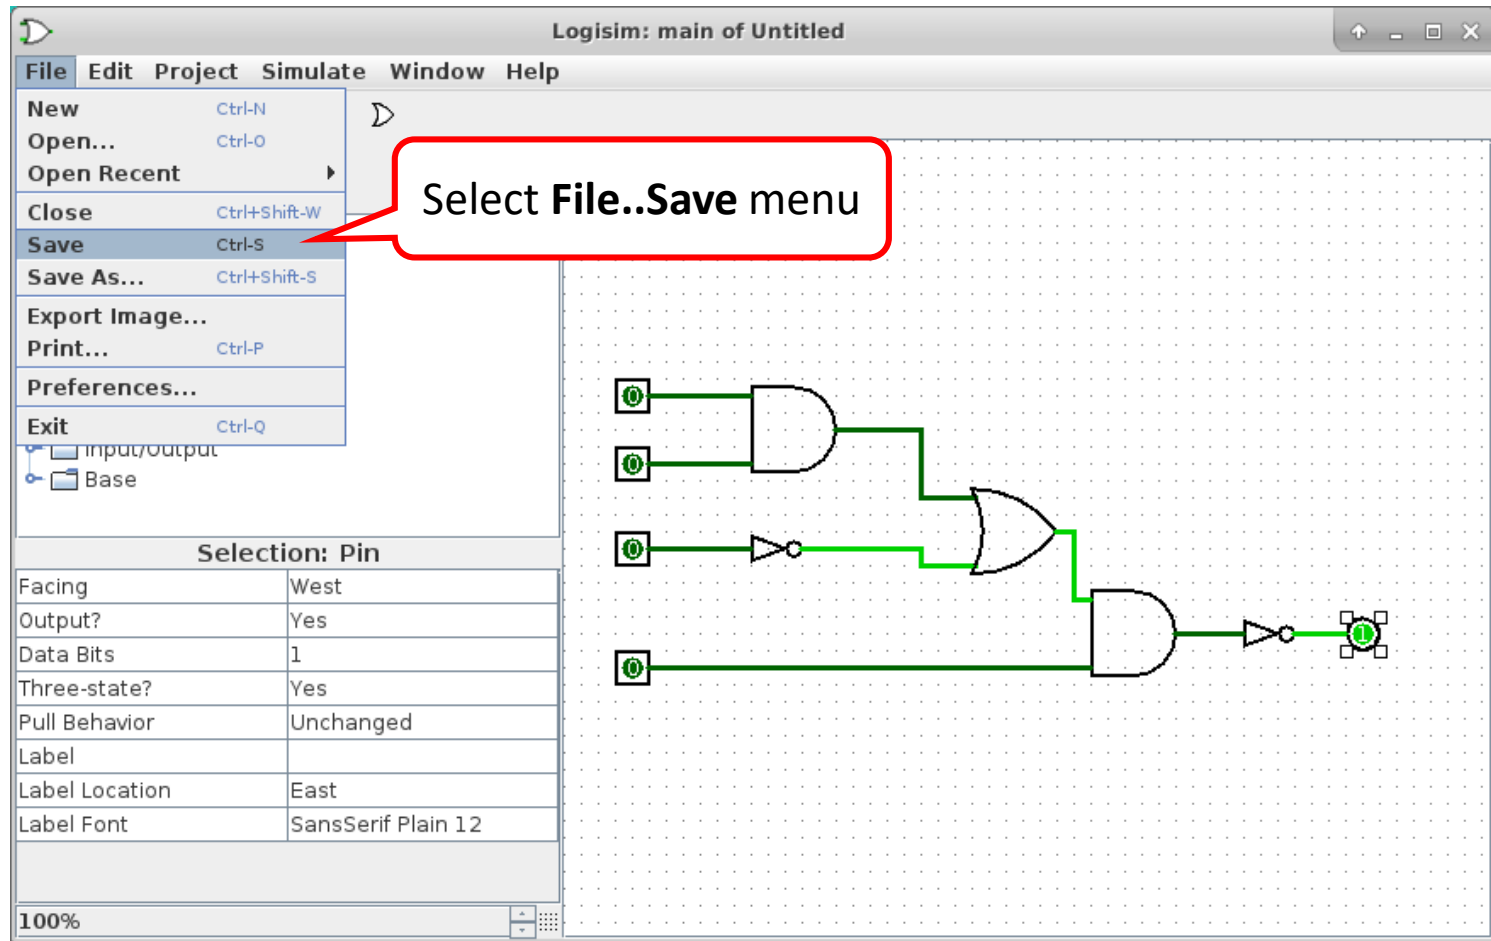 Logisim: main of Untitled
File Edit Project Simulate Window Help
New Ctrl-N
Open... Ctrl-O
Open Recent
Close Ctrl+Shift-W
Save Ctrl-S
Save As... Ctrl+Shift-S
Export Image...
Print... Ctrl-P
Preferences...
Exit Ctrl-Q
Select File..Save menu
Input/Output
Base
Selection: Pin
Facing West
Output? Yes
Data Bits 1
Three-state? Yes
Pull Behavior Unchanged
Label
Label Location East
Label Font SansSerif Plain 12
100%
0
0
0
0
1